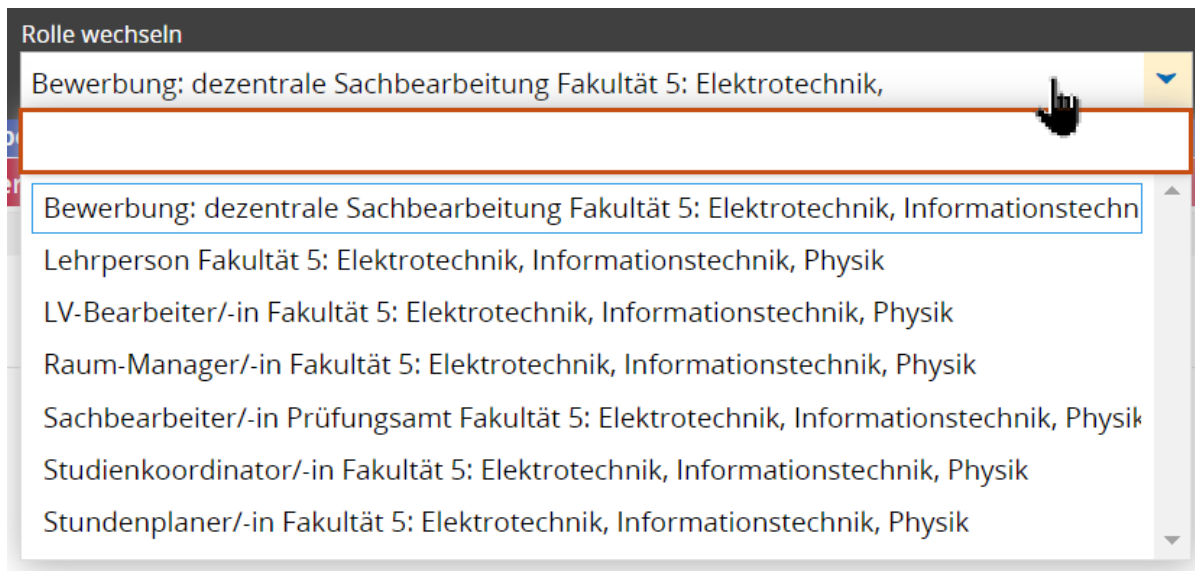 Rolle wechseln
Bewerbung: dezentrale Sachbearbeitung Fakultät 5: Elektrotechnik,
Bewerbung: dezentrale Sachbearbeitung Fakultät 5: Elektrotechnik, Informationstechn
Lehrperson Fakultät 5: Elektrotechnik, Informationstechnik, Physik
LV-Bearbeiter/-in Fakultät 5: Elektrotechnik, Informationstechnik, Physik
Raum-Manager/-in Fakultät 5: Elektrotechnik, Informationstechnik, Physik
Sachbearbeiter/-in Prüfungsamt Fakultät 5: Elektrotechnik, Informationstechnik, Physik
Studienkoordinator/-in Fakultät 5: Elektrotechnik, Informationstechnik, Physik
Stundenplaner/-in Fakultät 5: Elektrotechnik, Informationstechnik, Physik